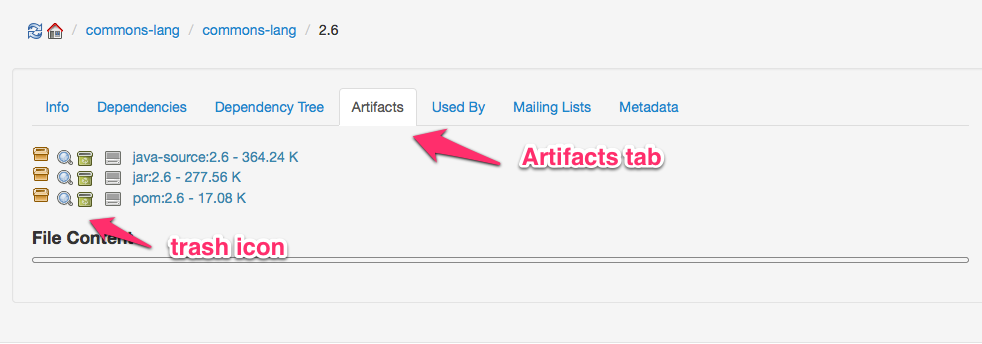 / commons-lang / commons-lang / 2.6
Info Dependencies Dependency Tree Artifacts Used By Mailing Lists Metadata
Artifacts tab
java-source:2.6 - 364.24 K
jar:2.6 - 277.56 K
pom:2.6 - 17.08 K
File Content
trash icon